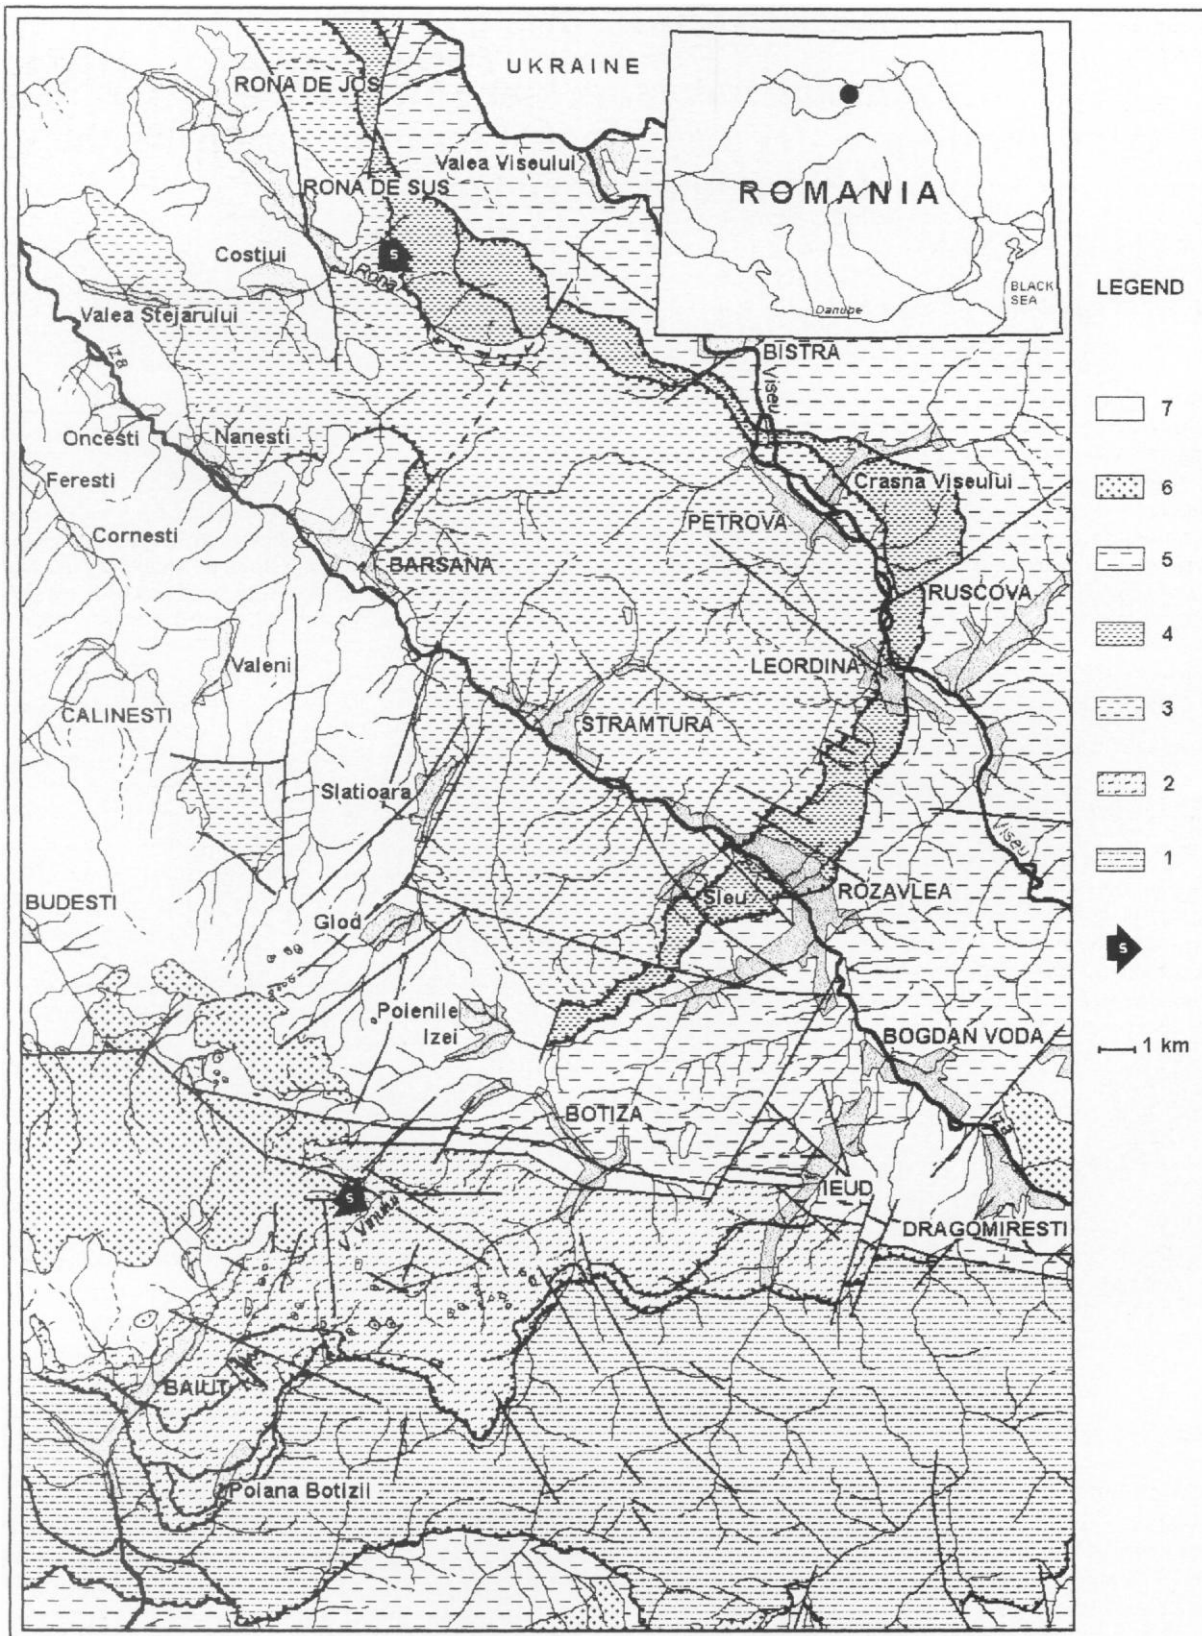 UKRAINE
RONA DE JOS
Valea Viseului
RONA DE SUS
ROMANIA
Costiui
S
Rona
BLACK
SEA
Danube
LEGEND
Valea Stejarului
Iza
BISTRA
Viseu
7
Oncesti
Nanesti
Feresti
Crasna Viseului
6
Cornesti
PETROVA
BARSANA
5
RUSCOVA
4
Valeni
LEORDINA
CALINESTI
STRAMTURA
3
Slatioara
2
Viseu
1
BUDESTI
Sieu
ROZAVLEA
Glod
S
Poienile
Izei
BOGDAN VODA
1 km
BOTIZA
Iza
IEUD
S
DRAGOMIRESTI
BAIUT
Poiana Botizii